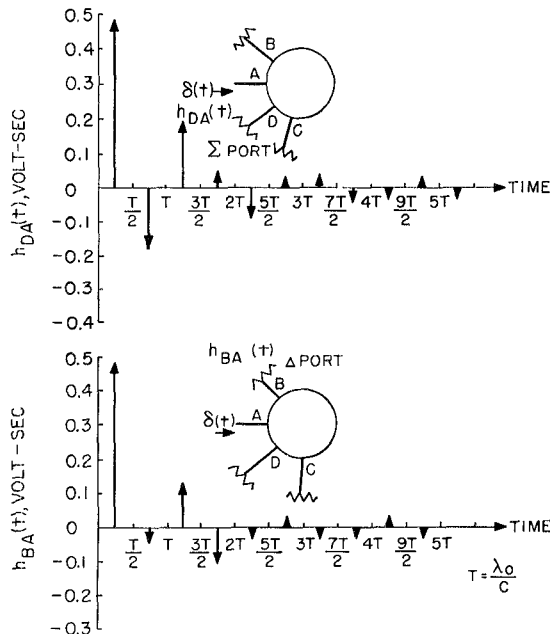 0.5
0.4
0.3
0.2
0.1
0
-0.1
-0.2
-0.3
-0.4
h_DA(t), VOLT-SEC
B
A
δ(t)
h_DA(t)
D
C
Σ PORT
TIME
T/2 T 3T/2 2T 5T/2 3T 7T/2 4T 9T/2 5T
0.5
0.4
0.3
0.2
0.1
0
-0.1
-0.2
-0.3
h_BA(t), VOLT-SEC
h_BA(t) Δ PORT
B
A
δ(t)
D
C
TIME
T/2 T 3T/2 2T 5T/2 3T 7T/2 4T 9T/2 5T
T = λ₀/C